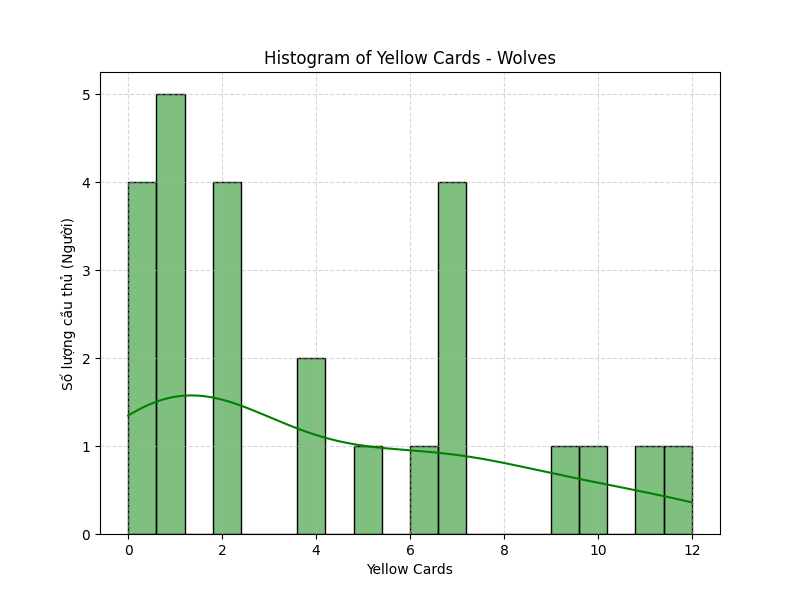 Histogram of Yellow Cards - Wolves
Số lượng cầu thủ (Người)
5
4
3
2
1
0
0 2 4 6 8 10 12
Yellow Cards